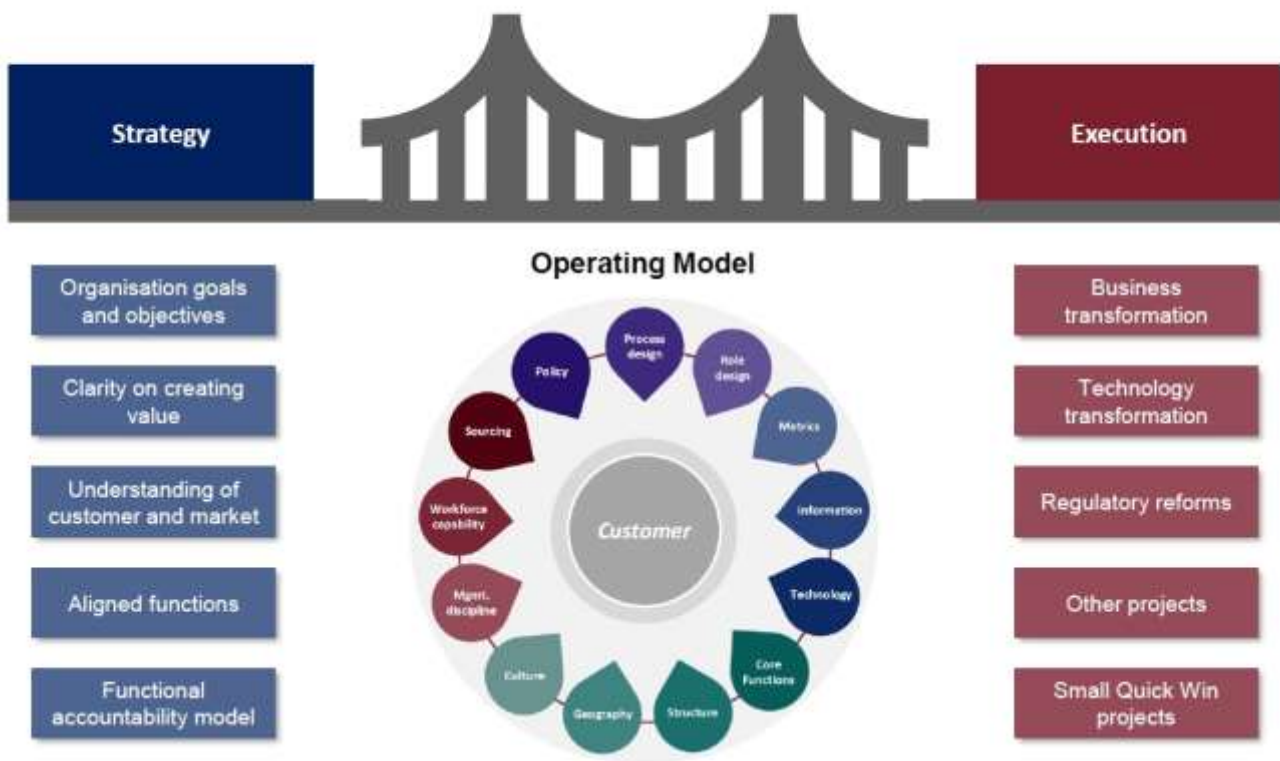 Strategy
Execution
Organisation goals
and objectives
Clarity on creating
value
Understanding of
customer and market
Aligned functions
Functional
accountability model
Operating Model
Process
design
Role
design
Metrics
Information
Technology
Core
Functions
Structure
Geography
Culture
Mgmt.
discipline
Workforce
capability
Sourcing
Policy
Customer
Business
transformation
Technology
transformation
Regulatory reforms
Other projects
Small Quick Win
projects